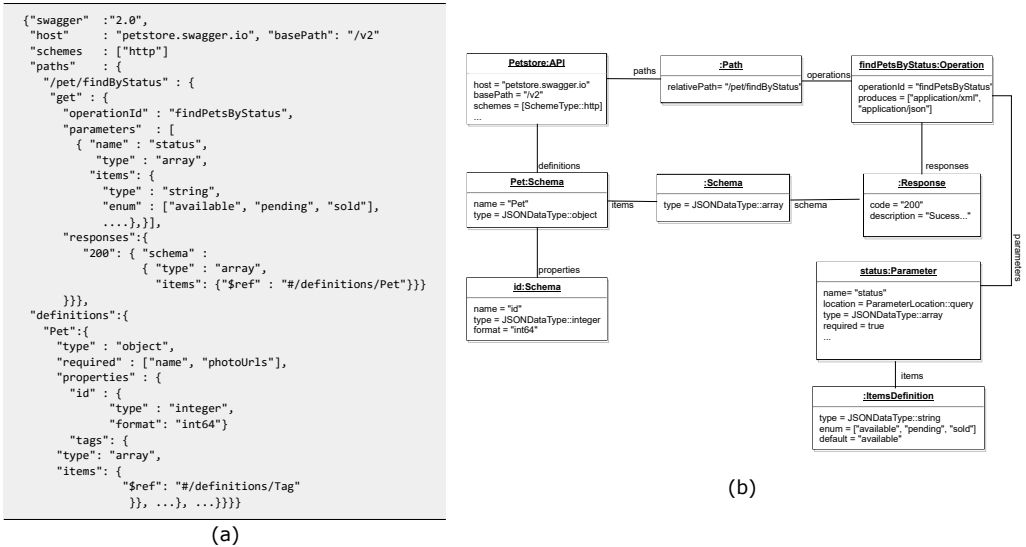 {"swagger" :"2.0",
"host" : "petstore.swagger.io", "basePath": "/v2"
"schemes : ["http"]
"paths" : {
"/pet/findByStatus" : {
"get" : {
"operationId" : "findPetsByStatus",
"parameters" : [
{ "name" : "status",
"type" : "array",
"items": {
"type" : "string",
"enum" : ["available", "pending", "sold"],
....},}],
"responses":{
"200": { "schema" :
{ "type" : "array",
"items": {"$ref" : "#/definitions/Pet"}}}
}}},
"definitions":{
"Pet":{
"type" : "object",
"required" : ["name", "photoUrls"],
"properties" : {
"id" : {
"type" : "integer",
"format": "int64"}
"tags": {
"type": "array",
"items": {
"$ref": "#/definitions/Tag"
}}, ...}, ...}}}}
(a)
Petstore:API
host = "petstore.swagger.io"
basePath = "/v2"
schemes = [SchemeType::http]
...
paths
:Path
relativePath= "/pet/findByStatus"
operations
findPetsByStatus:Operation
operationId = "findPetsByStatus"
produces = ["application/xml",
"application/json"]
definitions
responses
Pet:Schema
name = "Pet"
type = JSONDataType::object
items
:Schema
type = JSONDataType::array
schema
:Response
code = "200"
description = "Sucess..."
parameters
properties
id:Schema
name = "id"
type = JSONDataType::integer
format = "int64"
status:Parameter
name= "status"
location = ParameterLocation::query
type = JSONDataType::array
required = true
...
items
:ItemsDefinition
type = JSONDataType::string
enum = ["available", "pending", "sold"]
default = "available"
(b)